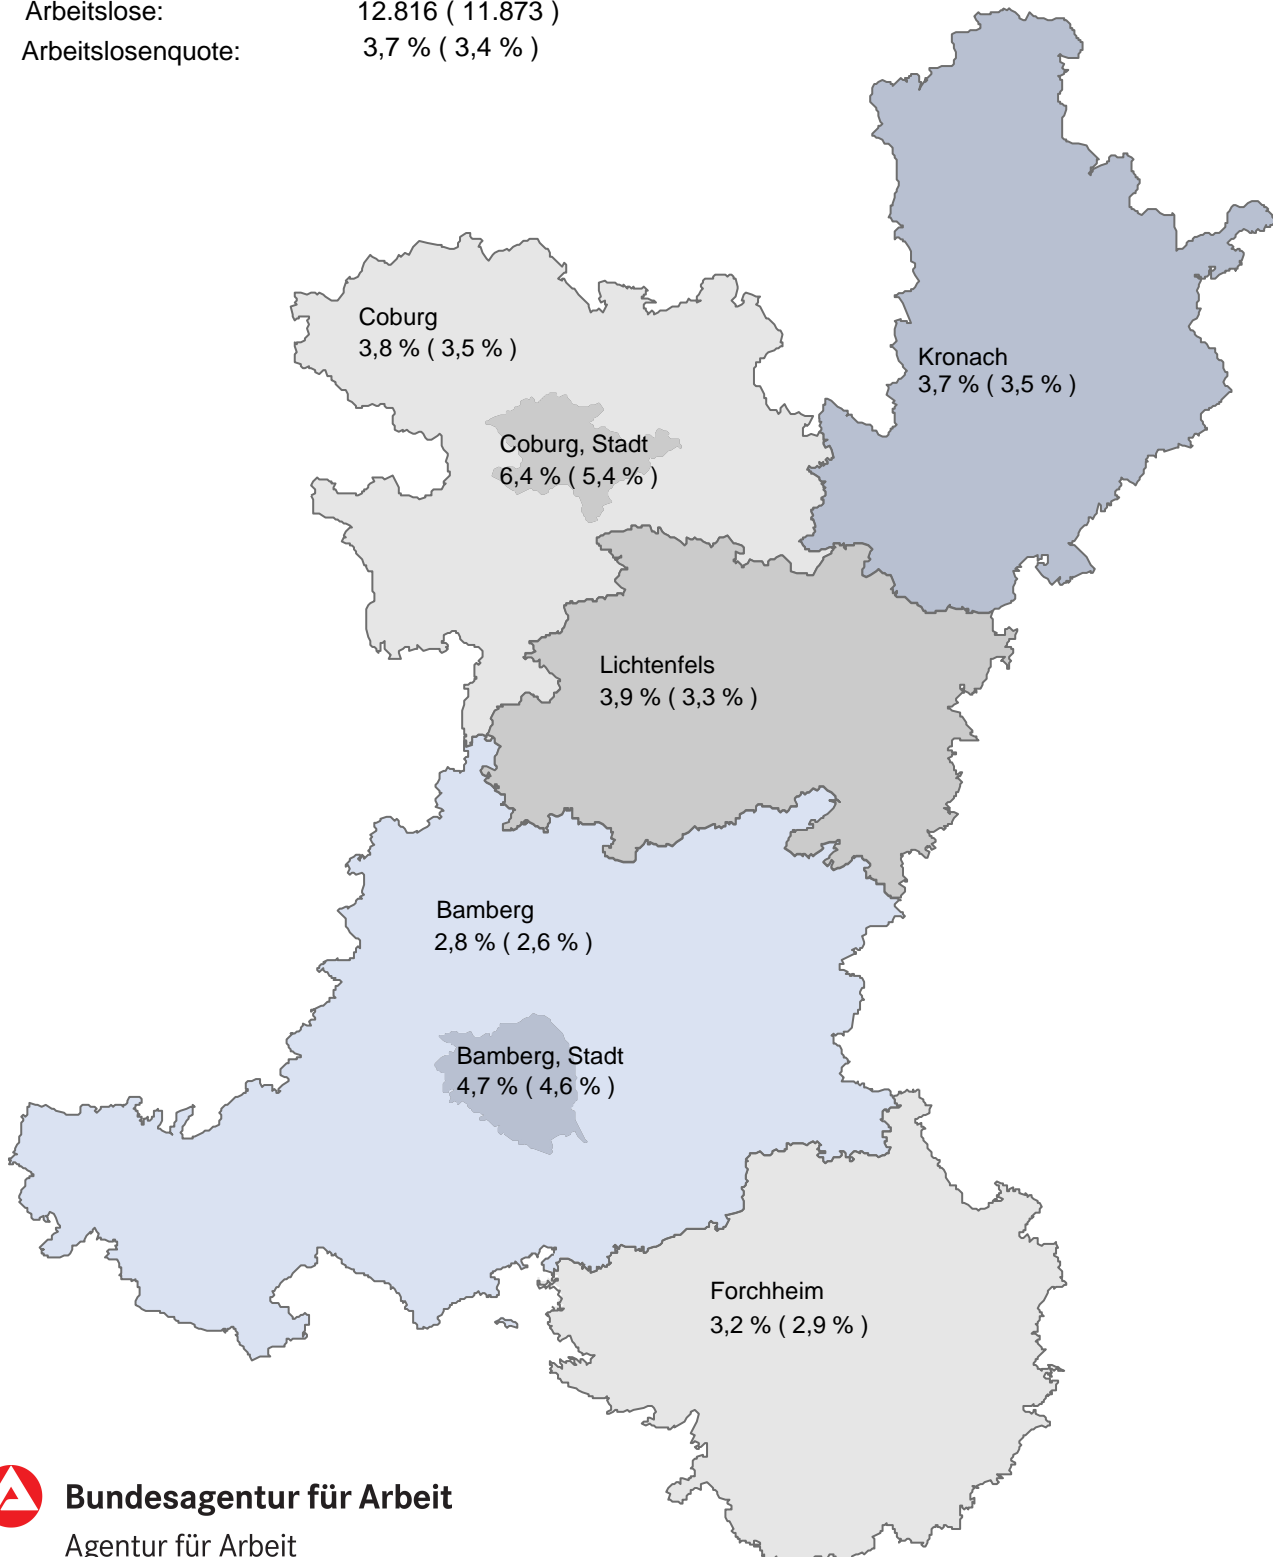 Arbeitslose: 12.816 ( 11.873 )
Arbeitslosenquote: 3,7 % ( 3,4 % )
Coburg
3,8 % ( 3,5 % )
Kronach
3,7 % ( 3,5 % )
Coburg, Stadt
6,4 % ( 5,4 % )
Lichtenfels
3,9 % ( 3,3 % )
Bamberg
2,8 % ( 2,6 % )
Bamberg, Stadt
4,7 % ( 4,6 % )
Forchheim
3,2 % ( 2,9 % )
Bundesagentur für Arbeit
Agentur für Arbeit